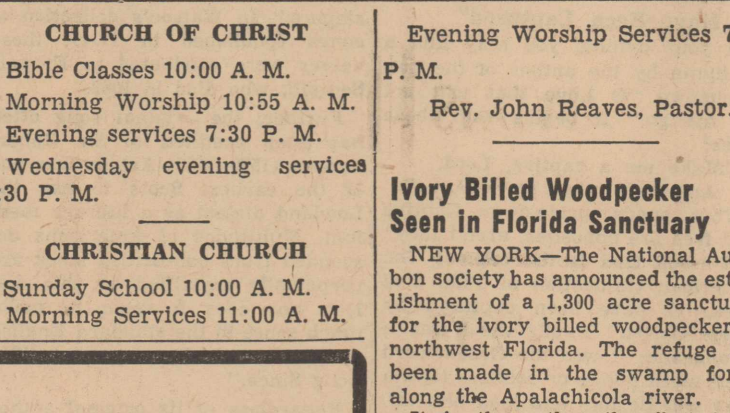 CHURCH OF CHRIST
Bible Classes 10:00 A. M.
Morning Worship 10:55 A. M.
Evening services 7:30 P. M.
Wednesday evening services
:30 P. M.
CHRISTIAN CHURCH
Sunday School 10:00 A. M.
Morning Services 11:00 A. M.
Evening Worship Services 7
P. M.
Rev. John Reaves, Pastor.
Ivory Billed Woodpecker
Seen in Florida Sanctuary
NEW YORK—The National Au
bon society has announced the est
lishment of a 1,300 acre sanctu
for the ivory billed woodpecker
northwest Florida. The refuge
been made in the swamp for
along the Apalachicola river.